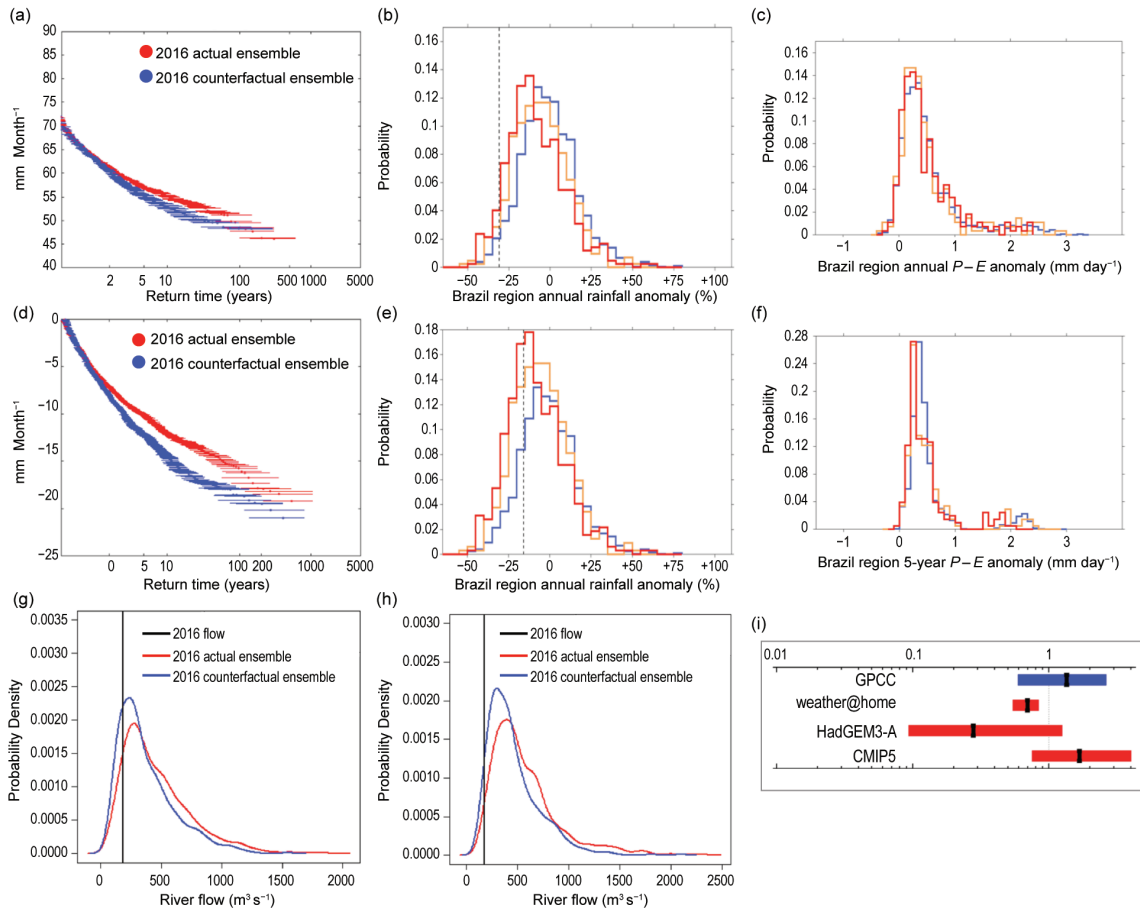 (a)
90
85
80
75
70
65
60
55
50
45
40
mm Month⁻¹
2016 actual ensemble
2016 counterfactual ensemble
2 5 10 100 500 1000 5000
Return time (years)
(b)
0.16
0.14
0.12
0.1
0.08
0.06
0.04
0.02
0
Probability
−50 −25 0 +25 +50 +75 +100
Brazil region annual rainfall anomaly (%)
(c)
0.16
0.14
0.12
0.1
0.08
0.06
0.04
0.02
0
Probability
−1 0 1 2 3
Brazil region annual P – E anomaly (mm day⁻¹)
(d)
0
−5
−10
−15
−20
−25
mm Month⁻¹
2016 actual ensemble
2016 counterfactual ensemble
0 5 10 100 200 1000 5000
Return time (years)
(e)
0.18
0.16
0.14
0.12
0.1
0.08
0.06
0.04
0.02
0
Probability
−50 −25 0 +25 +50 +75 +100
Brazil region annual rainfall anomaly (%)
(f)
0.28
0.24
0.20
0.16
0.12
0.08
0.04
0
Probability
−1 0 1 2 3
Brazil region 5-year P – E anomaly (mm day⁻¹)
(g)
0.0035
0.0030
0.0025
0.0020
0.0015
0.0010
0.0005
0.0000
Probability Density
2016 flow
2016 actual ensemble
2016 counterfactual ensemble
0 500 1000 1500 2000
River flow (m³ s⁻¹)
(h)
0.0030
0.0025
0.0020
0.0015
0.0010
0.0005
0.0000
Probability Density
2016 flow
2016 actual ensemble
2016 counterfactual ensemble
0 500 1000 1500 2000 2500
River flow (m³ s⁻¹)
(i)
0.01 0.1 1
GPCC
weather@home
HadGEM3-A
CMIP5